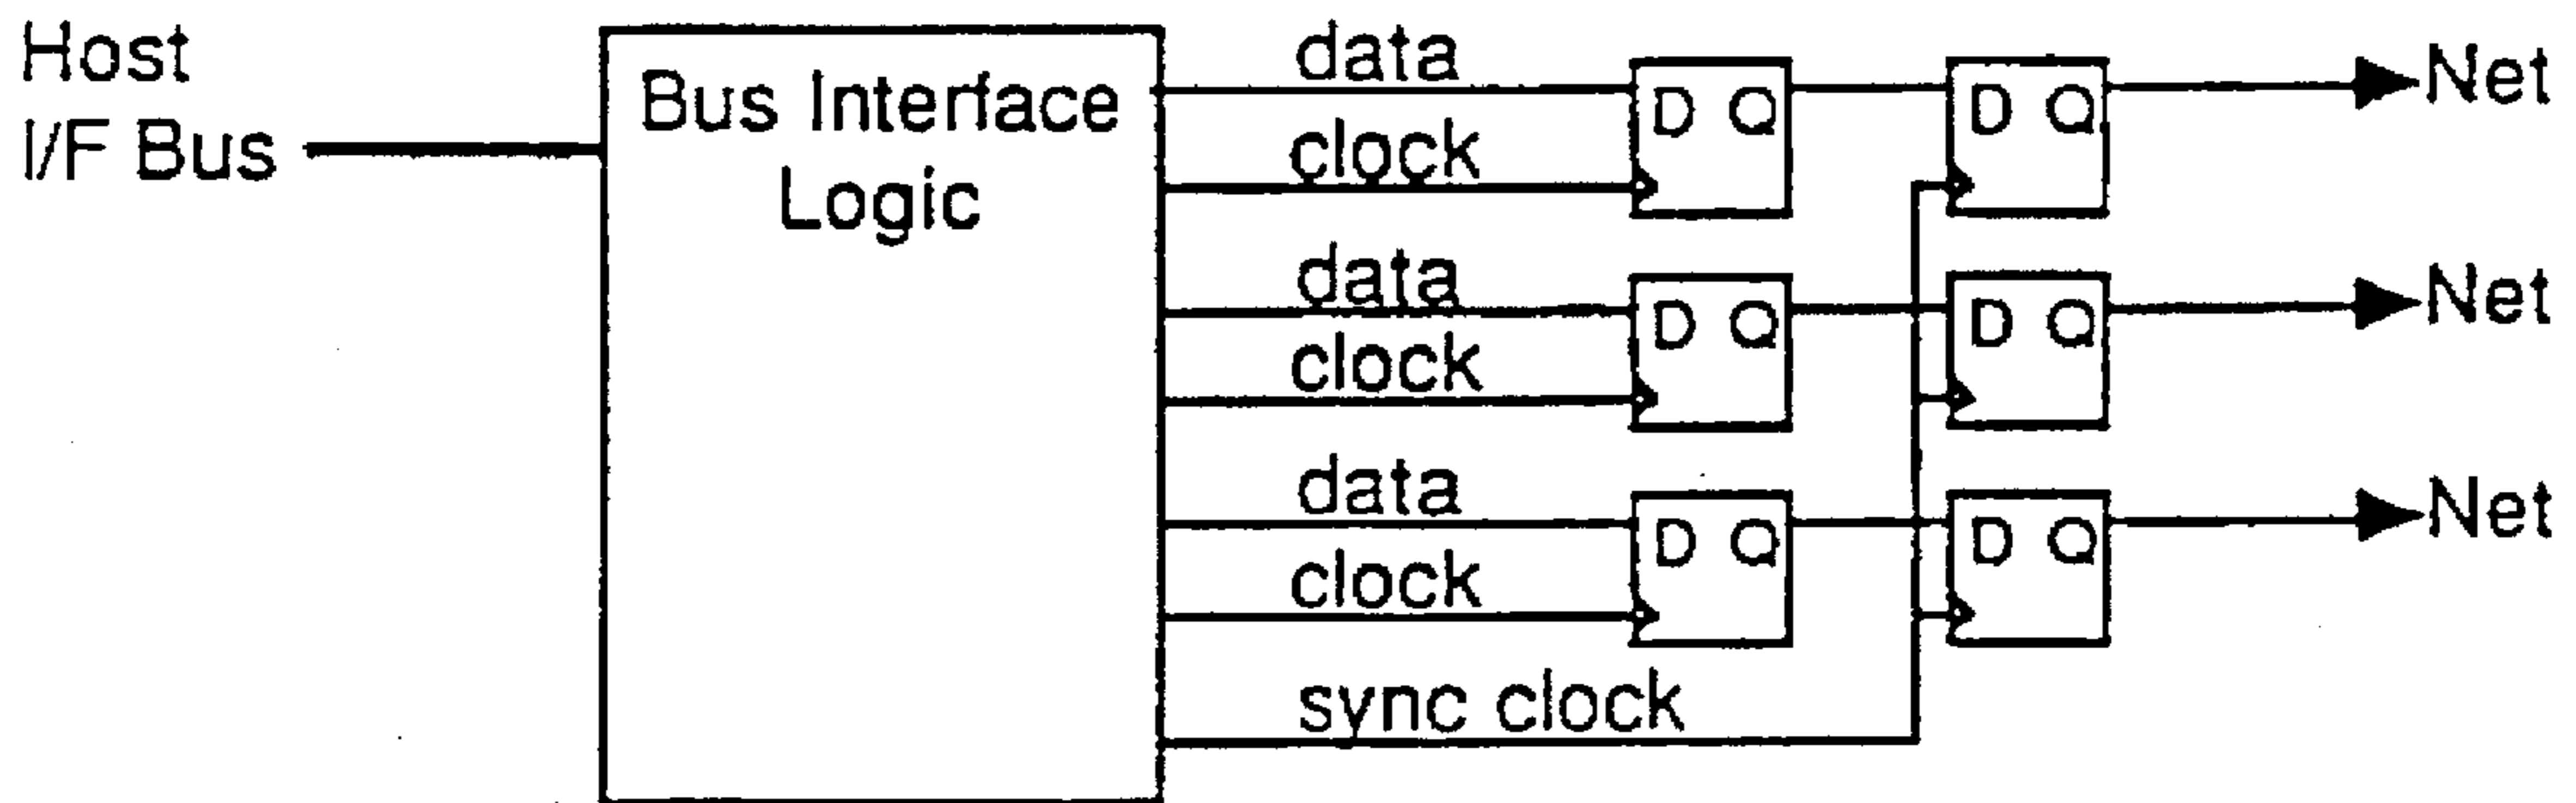 Host
I/F Bus
Bus Interface
Logic
data
D Q
D Q
Net
clock
data
D Q
D Q
Net
clock
data
D Q
D Q
Net
clock
sync clock